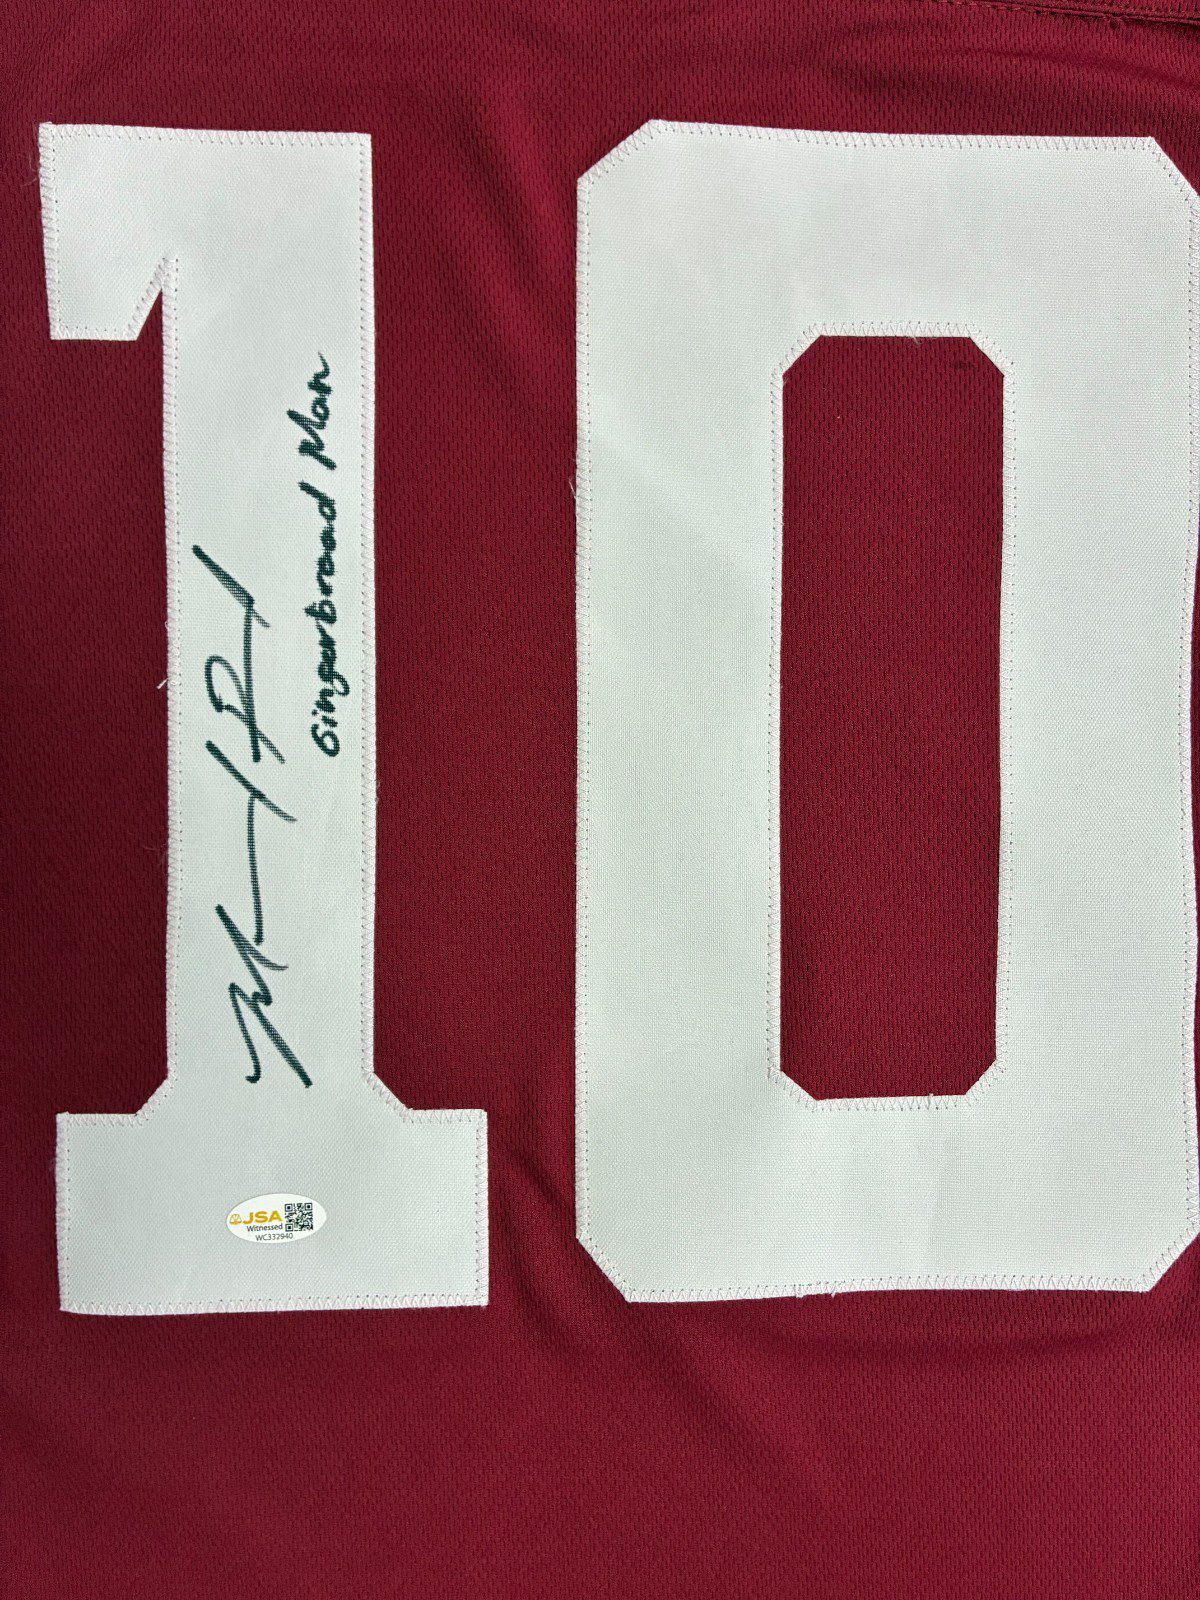 10
Gingerbread Man
JSA
Witnessed
WC332940